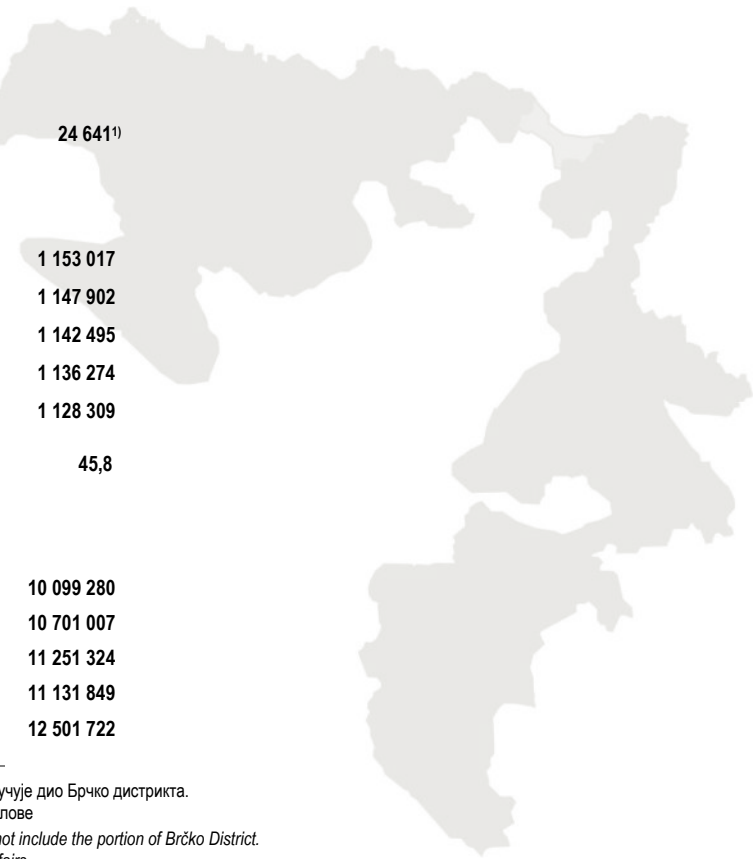 24 641¹⁾
1 153 017
1 147 902
1 142 495
1 136 274
1 128 309
45,8
10 099 280
10 701 007
11 251 324
11 131 849
12 501 722
дио Брчко дистрикта.
not include the portion of Brčko District.